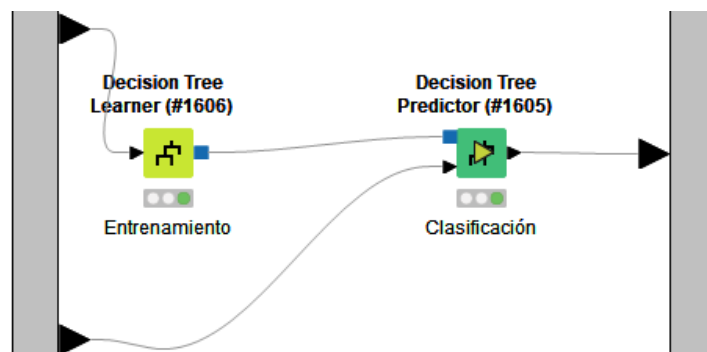 Decision Tree
Learner (#1606)
Entrenamiento
Decision Tree
Predictor (#1605)
Clasificación